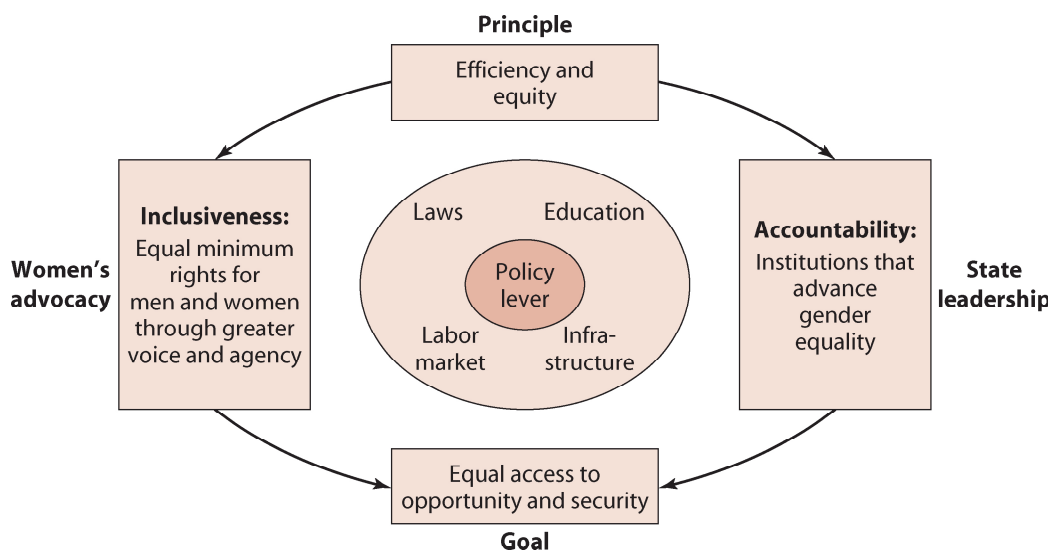 Principle
Efficiency and
equity
Women's
advocacy
Inclusiveness:
Equal minimum
rights for
men and women
through greater
voice and agency
Laws
Education
Policy
lever
Labor
market
Infra-
structure
Accountability:
Institutions that
advance
gender
equality
State
leadership
Equal access to
opportunity and security
Goal